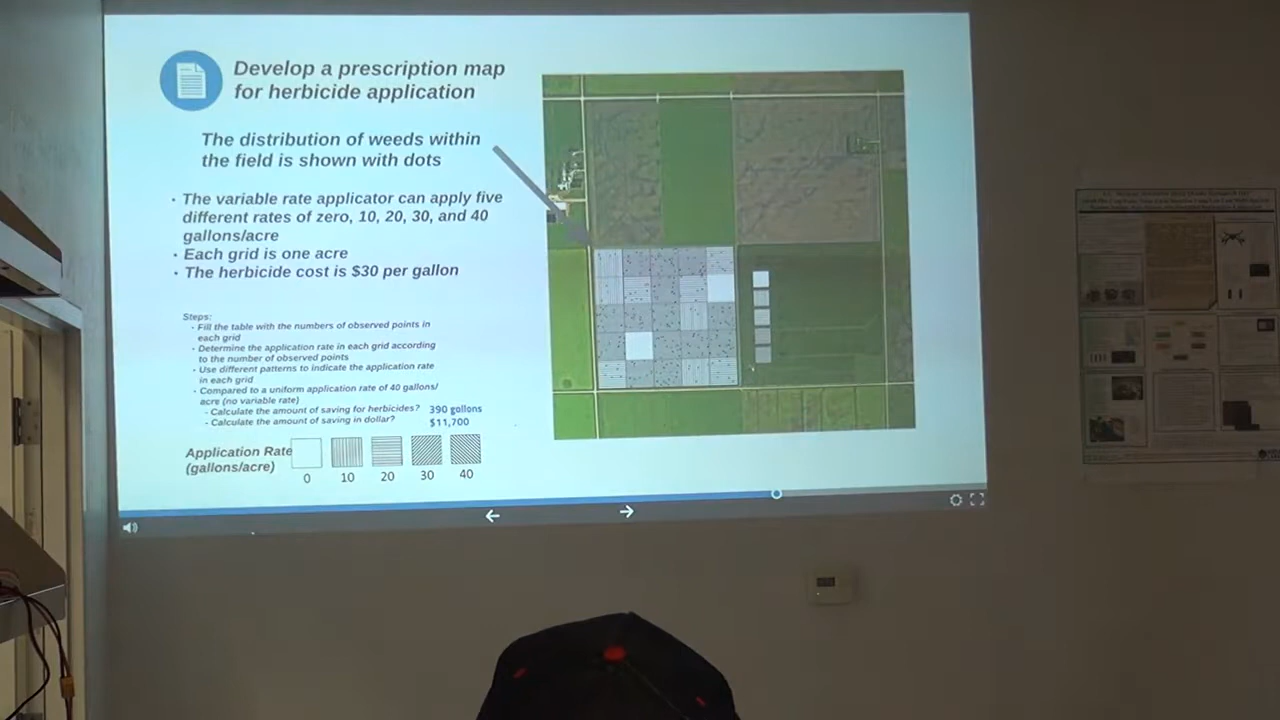 Develop a prescription map
for herbicide application
The distribution of weeds within
the field is shown with dots
· The variable rate applicator can apply five
different rates of zero, 10, 20, 30, and 40
gallons/acre
· Each grid is one acre
· The herbicide cost is $30 per gallon
Steps:
· Fill the table with the numbers of observed points in
each grid
· Determine the application rate in each grid according
to the number of observed points
· Use different patterns to indicate the application rate
in each grid
· Compared to a uniform application rate of 40 gallons/
acre (no variable rate)
- Calculate the amount of saving for herbicides? 390 gallons
- Calculate the amount of saving in dollar? $11,700
Application Rate
(gallons/acre)
0 10 20 30 40